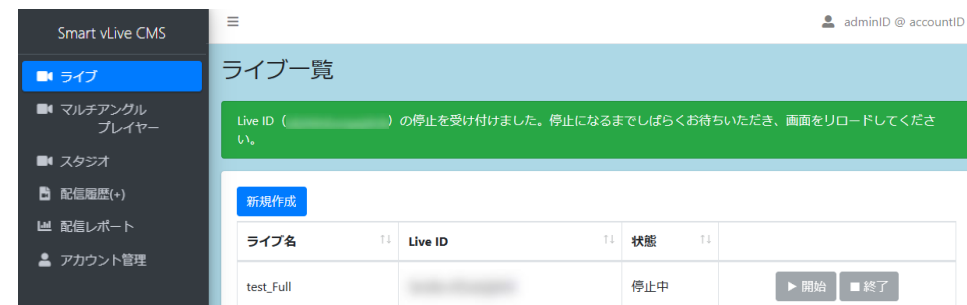 Smart vLive CMS
adminID @ accountID
ライブ
マルチアングル
プレイヤー
スタジオ
配信履歴(+)
配信レポート
アカウント管理
ライブ一覧
Live ID（ ）の停止を受け付けました。停止になるまでしばらくお待ちいただき、画面をリロードしてくださ
い。
新規作成
ライブ名 Live ID 状態
test_Full 停止中 開始 終了